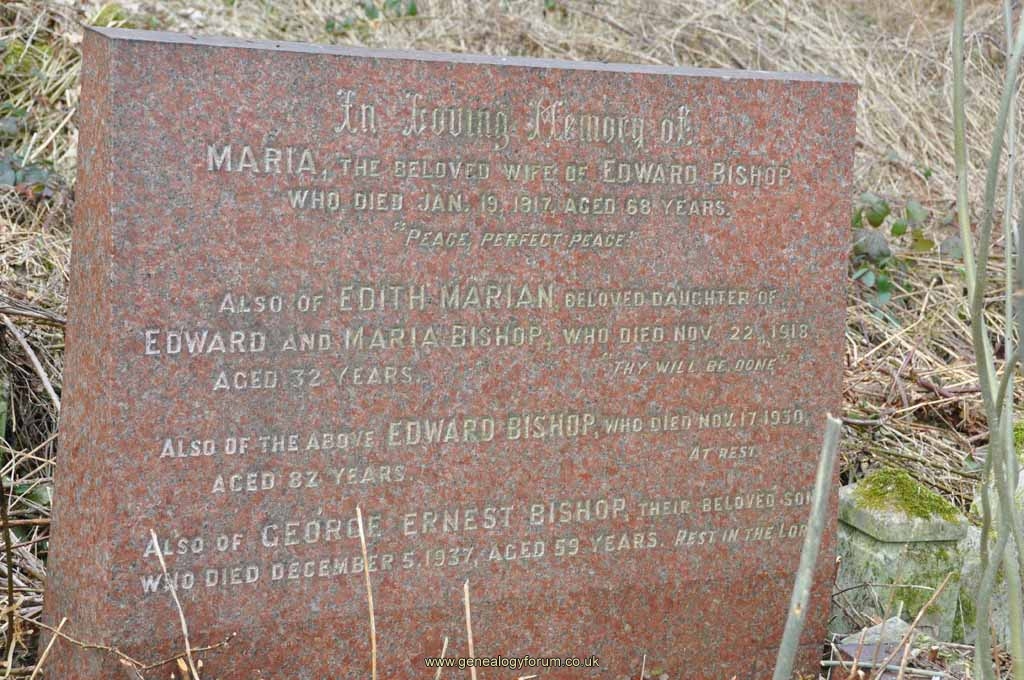 In Loving Memory of
MARIA, THE BELOVED WIFE OF EDWARD BISHOP
WHO DIED JAN. 19, 1917, AGED 68 YEARS.
"PEACE, PERFECT PEACE."
ALSO OF EDITH MARIAN, BELOVED DAUGHTER OF
EDWARD AND MARIA BISHOP, WHO DIED NOV. 22, 1918
AGED 32 YEARS. "THY WILL BE DONE"
ALSO OF THE ABOVE EDWARD BISHOP, WHO DIED NOV. 17, 1930,
AGED 82 YEARS. AT REST.
ALSO OF GEORGE ERNEST BISHOP, THEIR BELOVED SON
WHO DIED DECEMBER 5, 1937, AGED 59 YEARS. REST IN THE LORD
www.genealogyforum.co.uk